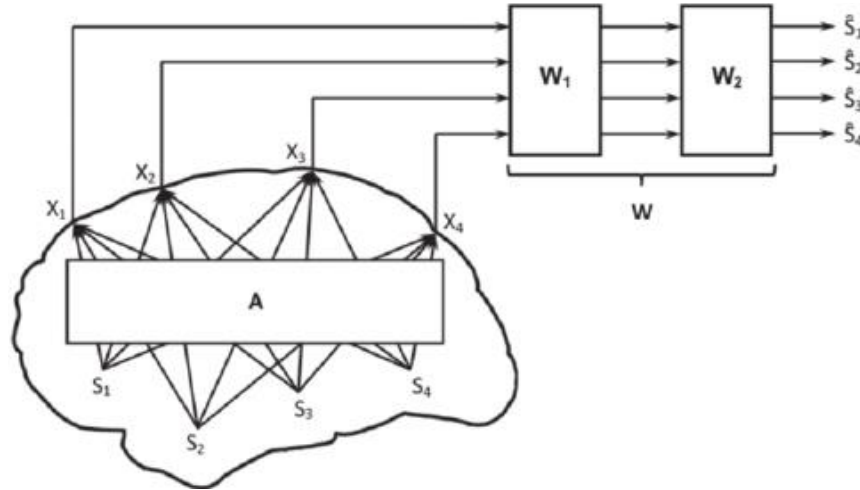 Ŝ₁
W₁ W₂ Ŝ₂
Ŝ₃
Ŝ₄
X₃
X₂
W
X₁ X₄
A
S₁ S₄
S₃
S₂